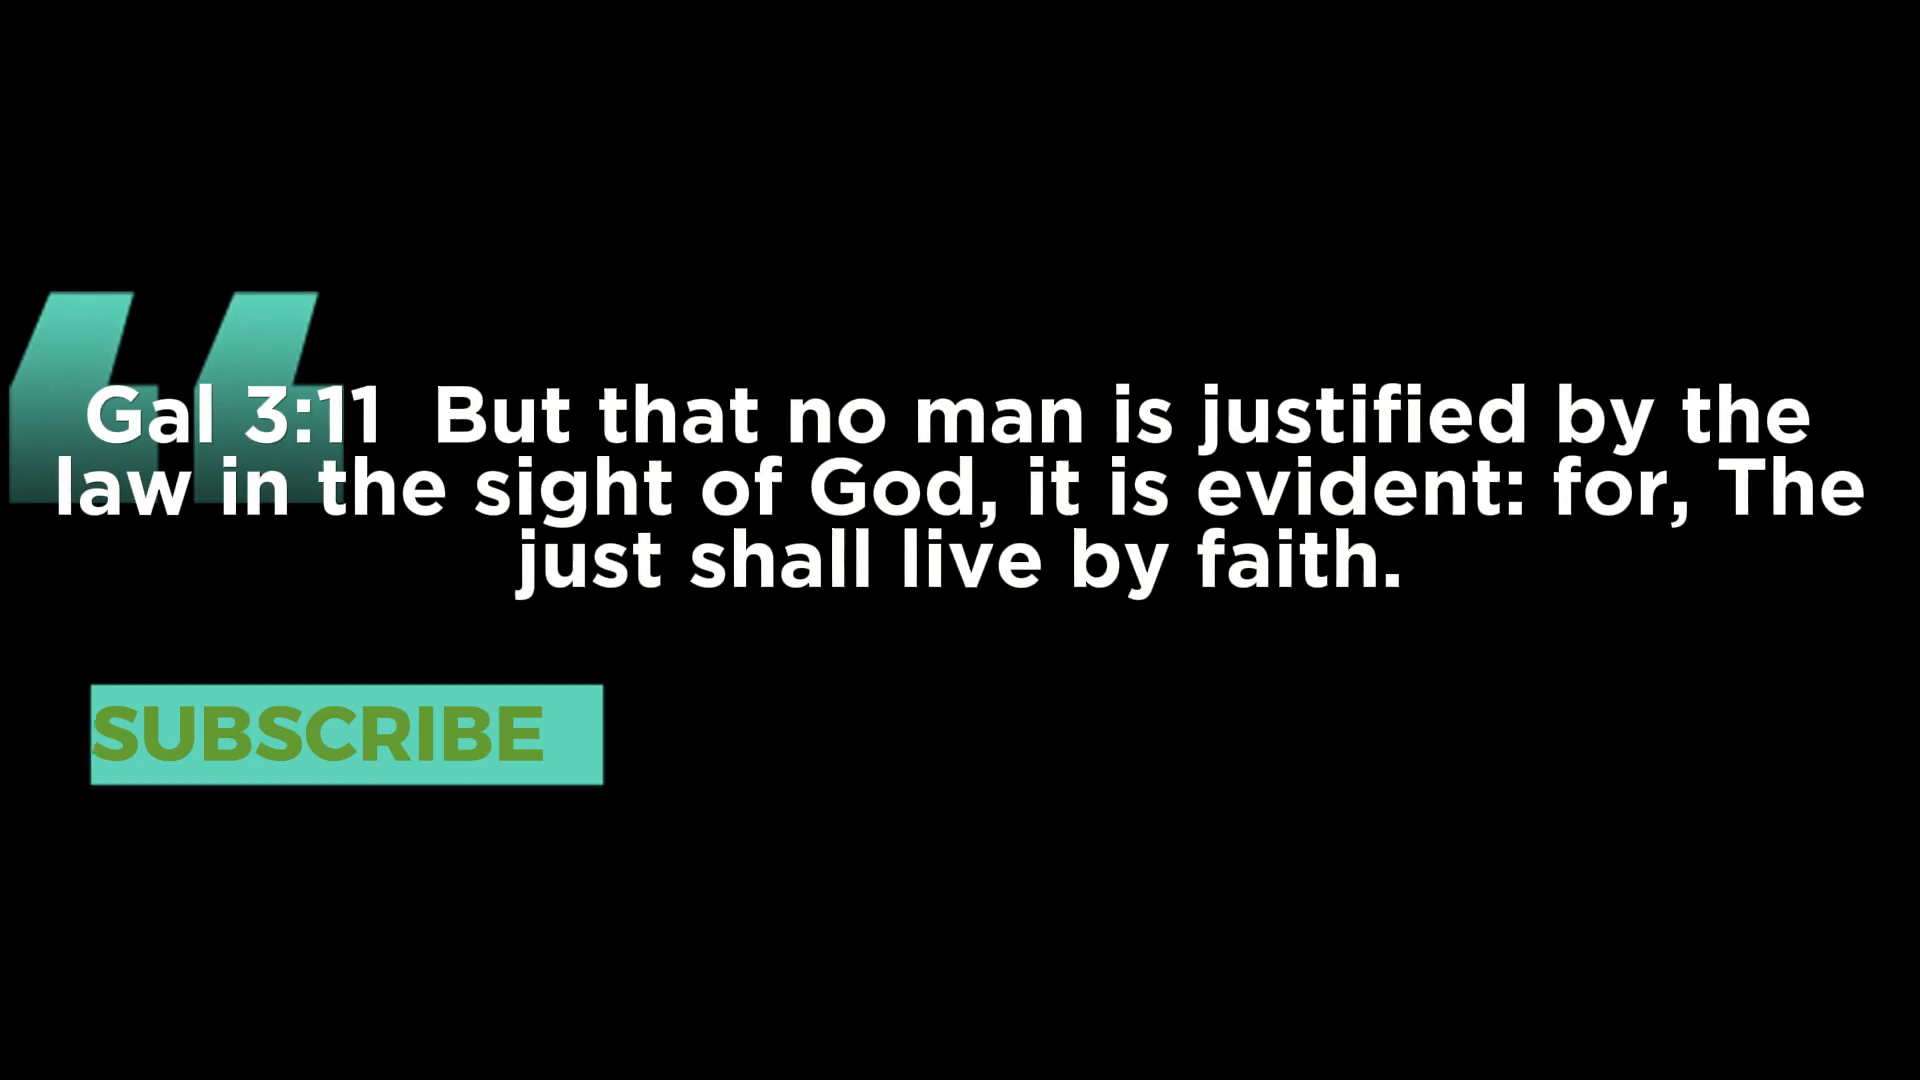 Gal 3:11  But that no man is justified by the
law in the sight of God, it is evident: for, The
just shall live by faith.
SUBSCRIBE